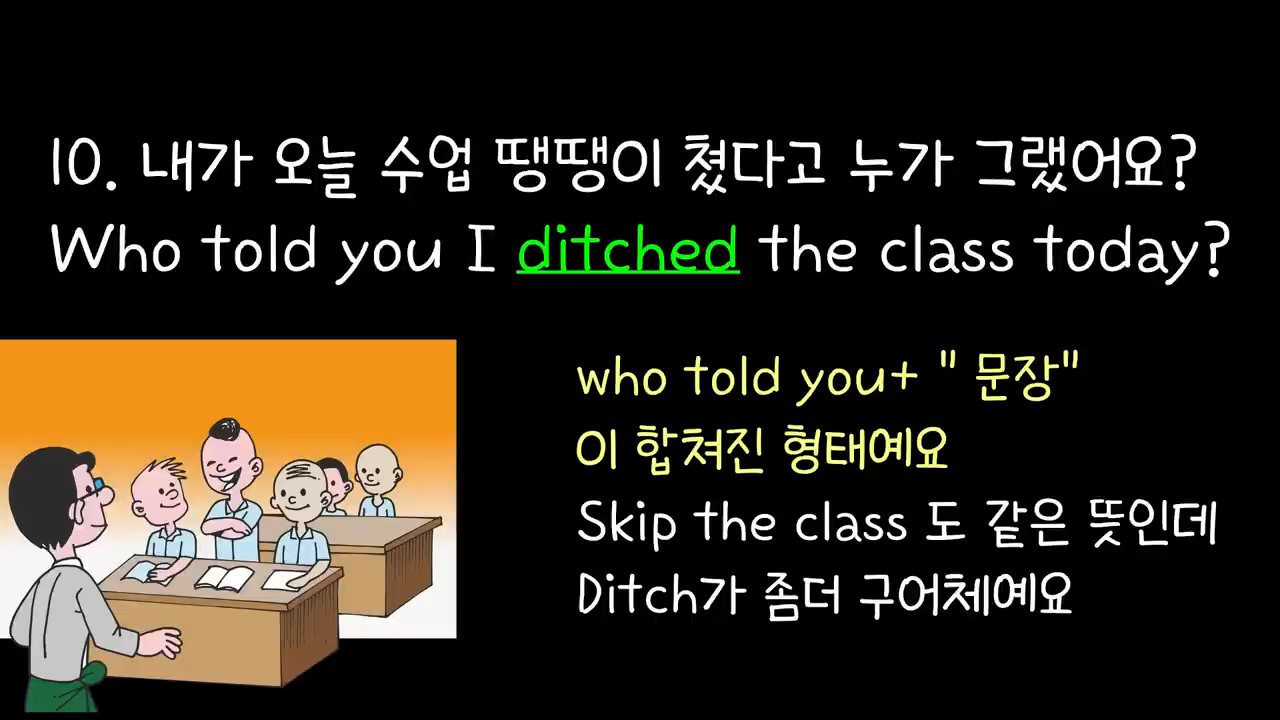 10. 내가 오늘 수업 땡땡이 쳤다고 누가 그랬어요?
Who told you I ditched the class today?
who told you+ " 문장"
이 합쳐진 형태예요
Skip the class 도 같은 뜻인데
Ditch가 좀더 구어체예요